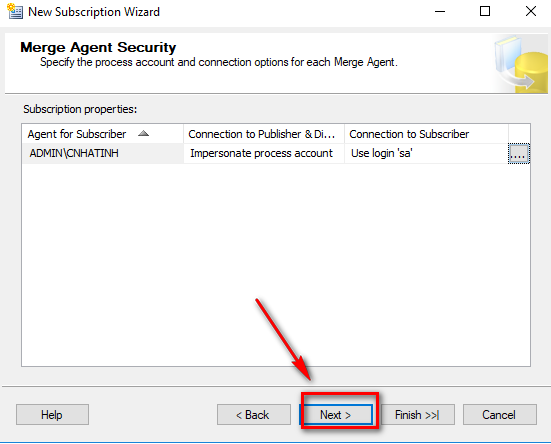 New Subscription Wizard
Merge Agent Security
Specify the process account and connection options for each Merge Agent.
Subscription properties:
Agent for Subscriber Connection to Publisher & Di... Connection to Subscriber
ADMIN\CNHATINH Impersonate process account Use login 'sa' ...
Help < Back Next > Finish >>| Cancel